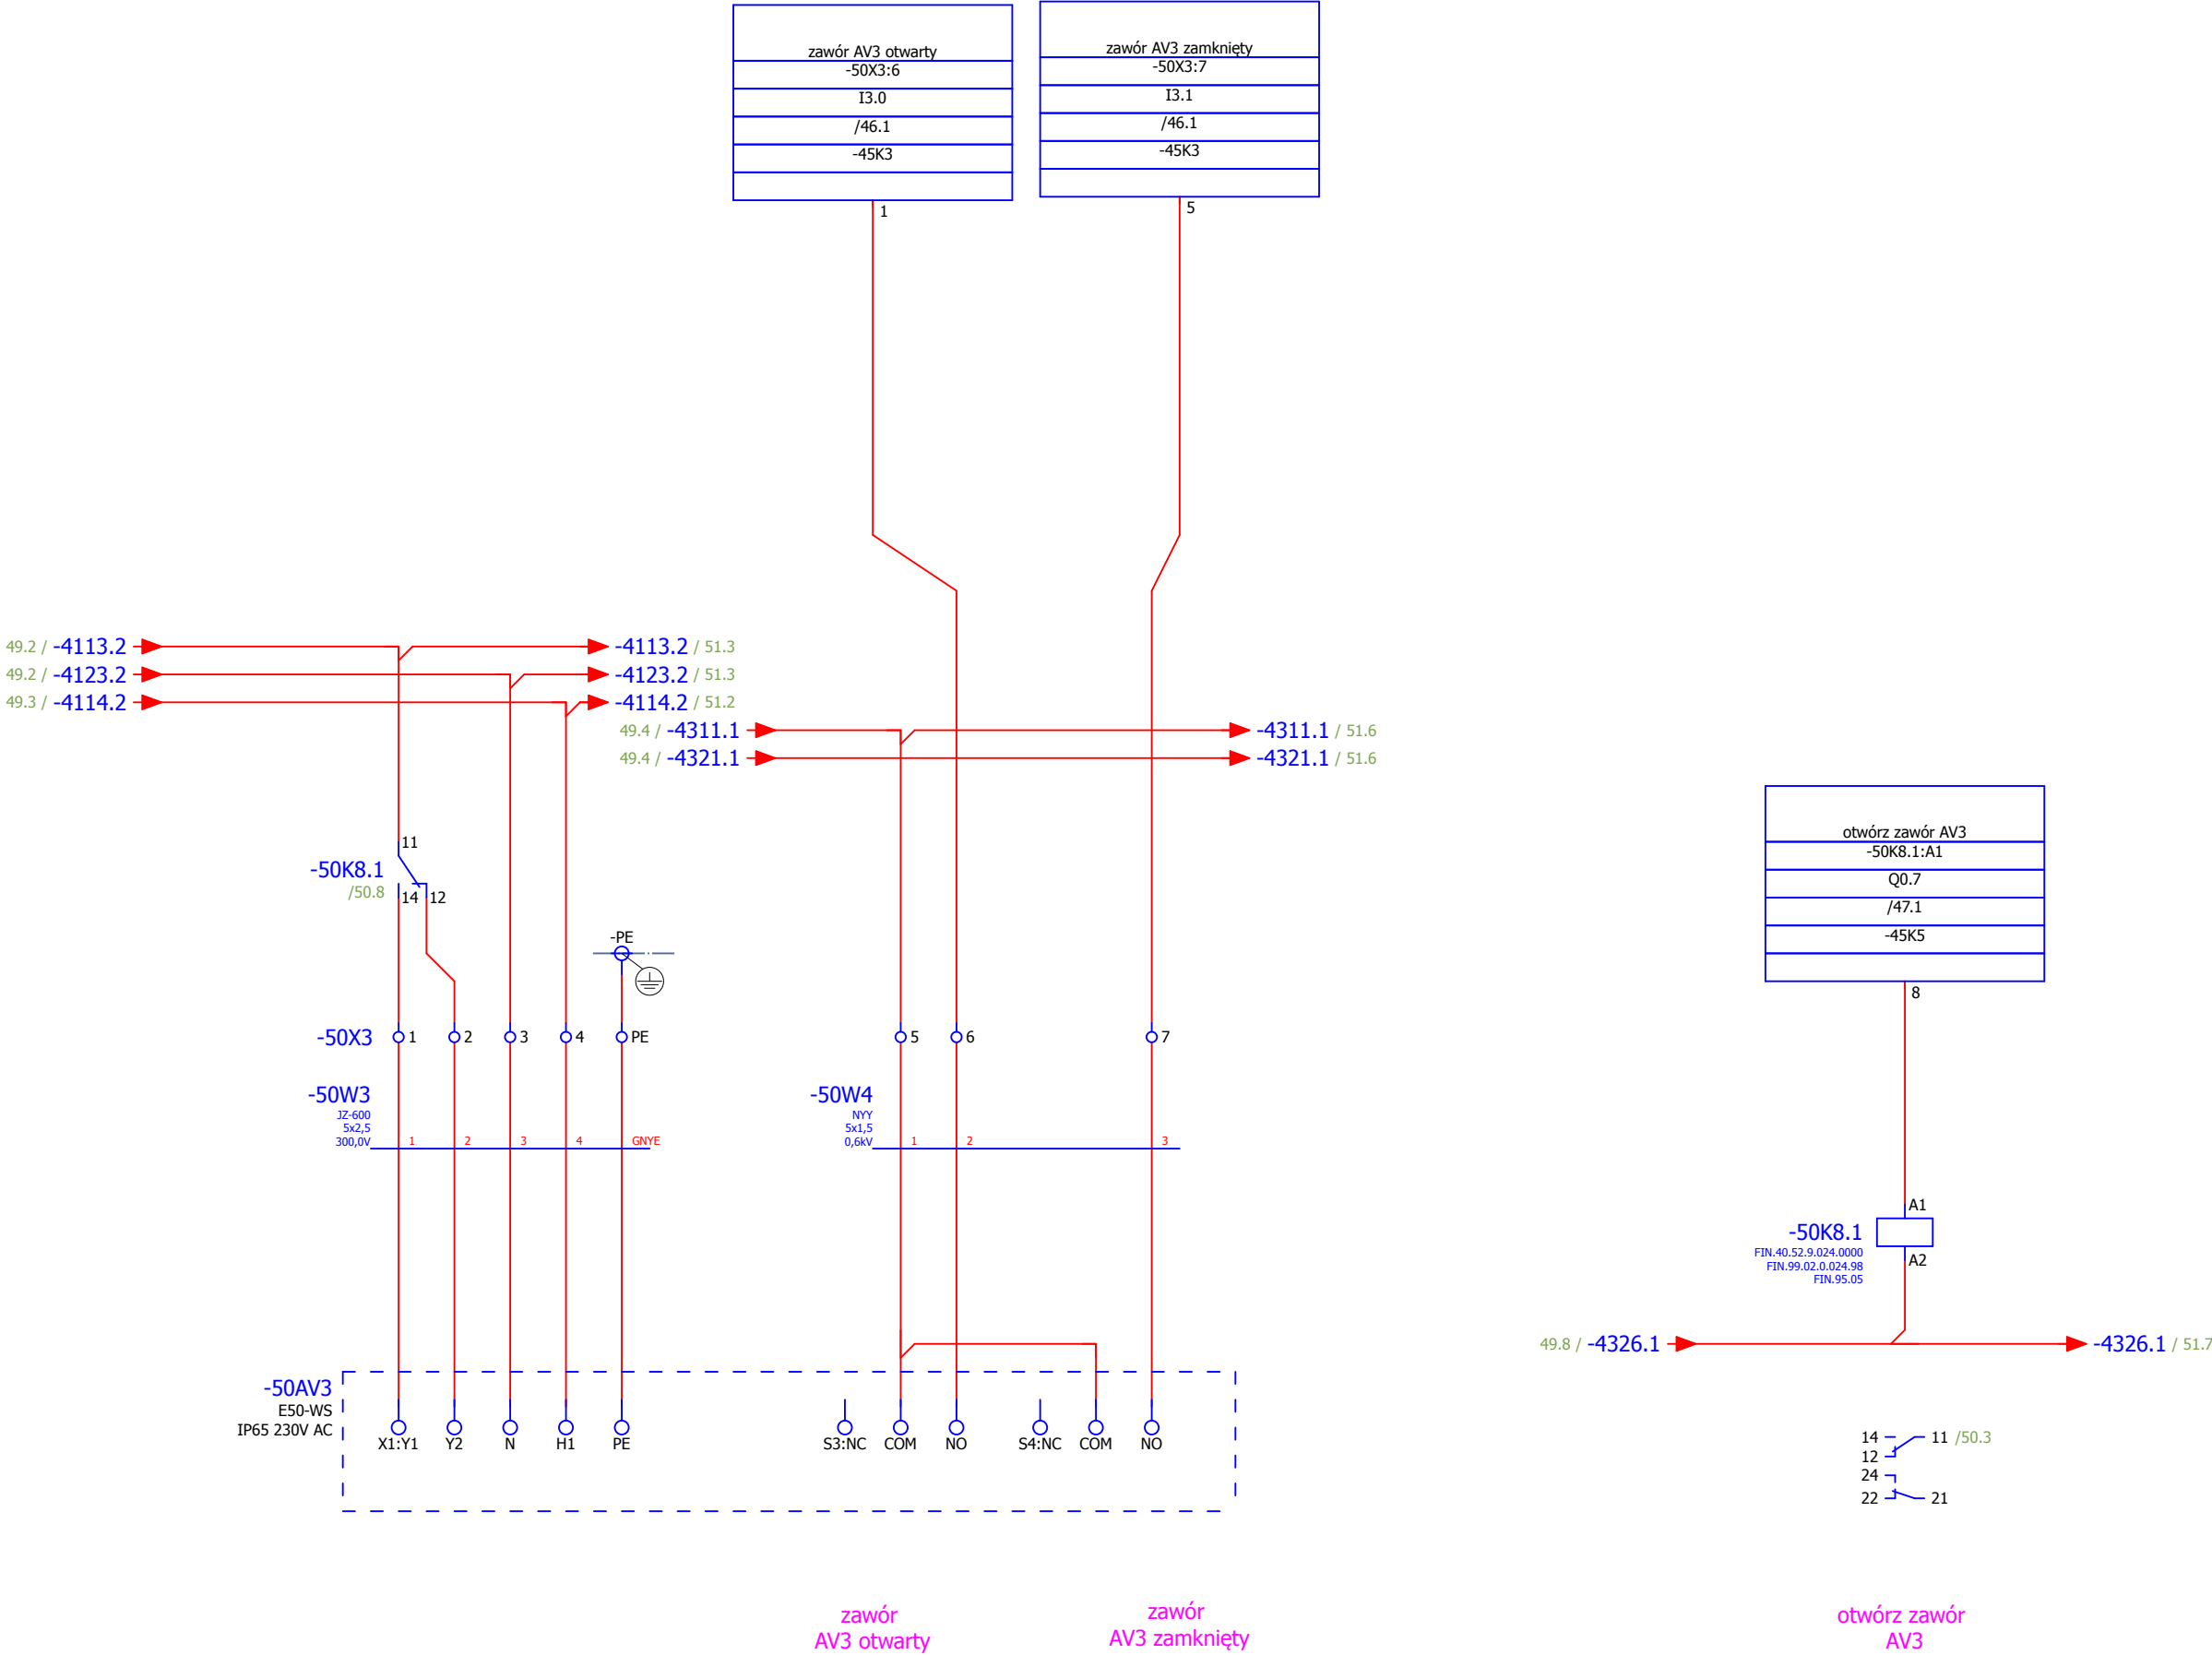 zawór AV3 otwarty
-50X3:6
I3.0
/46.1
-45K3
1
zawór AV3 zamknięty
-50X3:7
I3.1
/46.1
-45K3
5
49.2 / -4113.2
-4113.2 / 51.3
49.2 / -4123.2
-4123.2 / 51.3
49.3 / -4114.2
-4114.2 / 51.2
49.4 / -4311.1
-4311.1 / 51.6
49.4 / -4321.1
-4321.1 / 51.6
11
-50K8.1
/50.8
14 12
-PE
-50X3 1 2 3 4 PE 5 6 7
-50W3
JZ-600
5x2,5
300,0V 1 2 3 4 GNYE
-50W4
NYY
5x1,5
0,6kV 1 2 3
-50AV3
E50-WS
IP65 230V AC
X1:Y1 Y2 N H1 PE S3:NC COM NO S4:NC COM NO
otwórz zawór AV3
-50K8.1:A1
Q0.7
/47.1
-45K5
8
A1
-50K8.1
FIN.40.52.9.024.0000
FIN.99.02.0.024.98
FIN.95.05
A2
49.8 / -4326.1
-4326.1 / 51.7
14 11 /50.3
12
24
22 21
zawór
AV3 otwarty
zawór
AV3 zamknięty
otwórz zawór
AV3